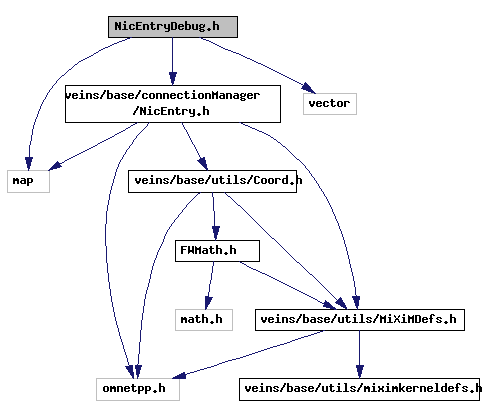 NicEntryDebug.h
veins/base/connectionManager
/NicEntry.h
vector
map
veins/base/utils/Coord.h
FWMath.h
math.h
veins/base/utils/MiXiMDefs.h
omnetpp.h
veins/base/utils/miximkerneldefs.h